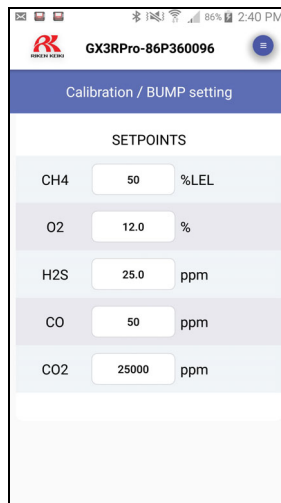 86% 2:40 PM
RIKEN KEIKI
GX3RPro-86P360096
Calibration / BUMP setting
SETPOINTS
CH4 50 %LEL
O2 12.0 %
H2S 25.0 ppm
CO 50 ppm
CO2 25000 ppm